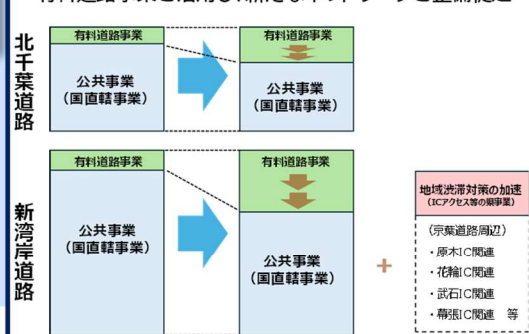 北千葉道路
有料道路事業
公共事業
(国直轄事業)
有料道路事業
公共事業
(国直轄事業)
新湾岸道路
有料道路事業
公共事業
(国直轄事業)
有料道路事業
公共事業
(国直轄事業)
+
地域渋滞対策の加速
(ICアクセス等の県事業)
(京葉道路周辺)
・原木IC関連
・花輪IC関連
・武石IC関連
・幕張IC関連 等